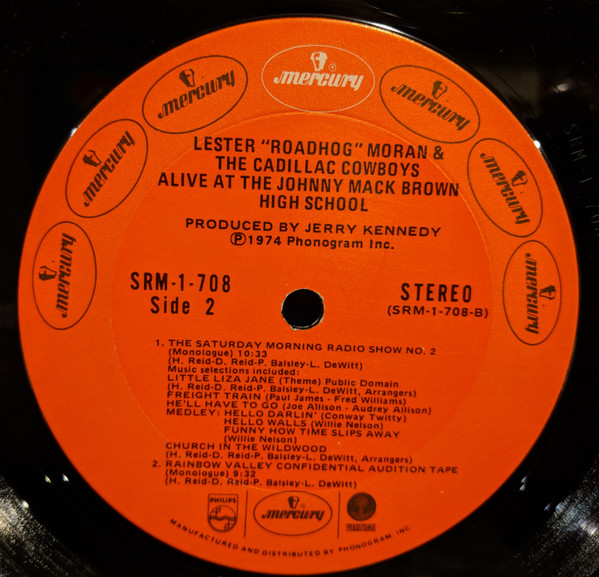 mercury
mercury
mercury
mercury
mercury
mercury
mercury
LESTER "ROADHOG" MORAN &
THE CADILLAC COWBOYS
ALIVE AT THE JOHNNY MACK BROWN
HIGH SCHOOL
PRODUCED BY JERRY KENNEDY
Ⓟ1974 Phonogram Inc.
SRM-1-708
Side 2
STEREO
(SRM-1-708-B)
1. THE SATURDAY MORNING RADIO SHOW NO. 2
(Monologue) 10:33
(H. Reid-D. Reid-P. Balsley-L. DeWitt)
Music selections included:
LITTLE LIZA JANE (Theme) Public Domain
(H. Reid-D. Reid-P. Balsley-L. DeWitt, Arrangers)
FREIGHT TRAIN (Paul James - Fred Williams)
HE'LL HAVE TO GO (Joe Allison - Audrey Allison)
MEDLEY: HELLO DARLIN' (Conway Twitty)
HELLO WALLS (Willie Nelson)
FUNNY HOW TIME SLIPS AWAY
(Willie Nelson)
CHURCH IN THE WILDWOOD
(H. Reid-D. Reid-P. Balsley-L. DeWitt, Arrangers)
2. RAINBOW VALLEY CONFIDENTIAL AUDITION TAPE
(Monologue) 9:32
(H. Reid-D. Reid-P. Balsley-L. DeWitt)
PHILIPS
mercury
MANUFACTURED AND DISTRIBUTED BY PHONOGRAM, INC.